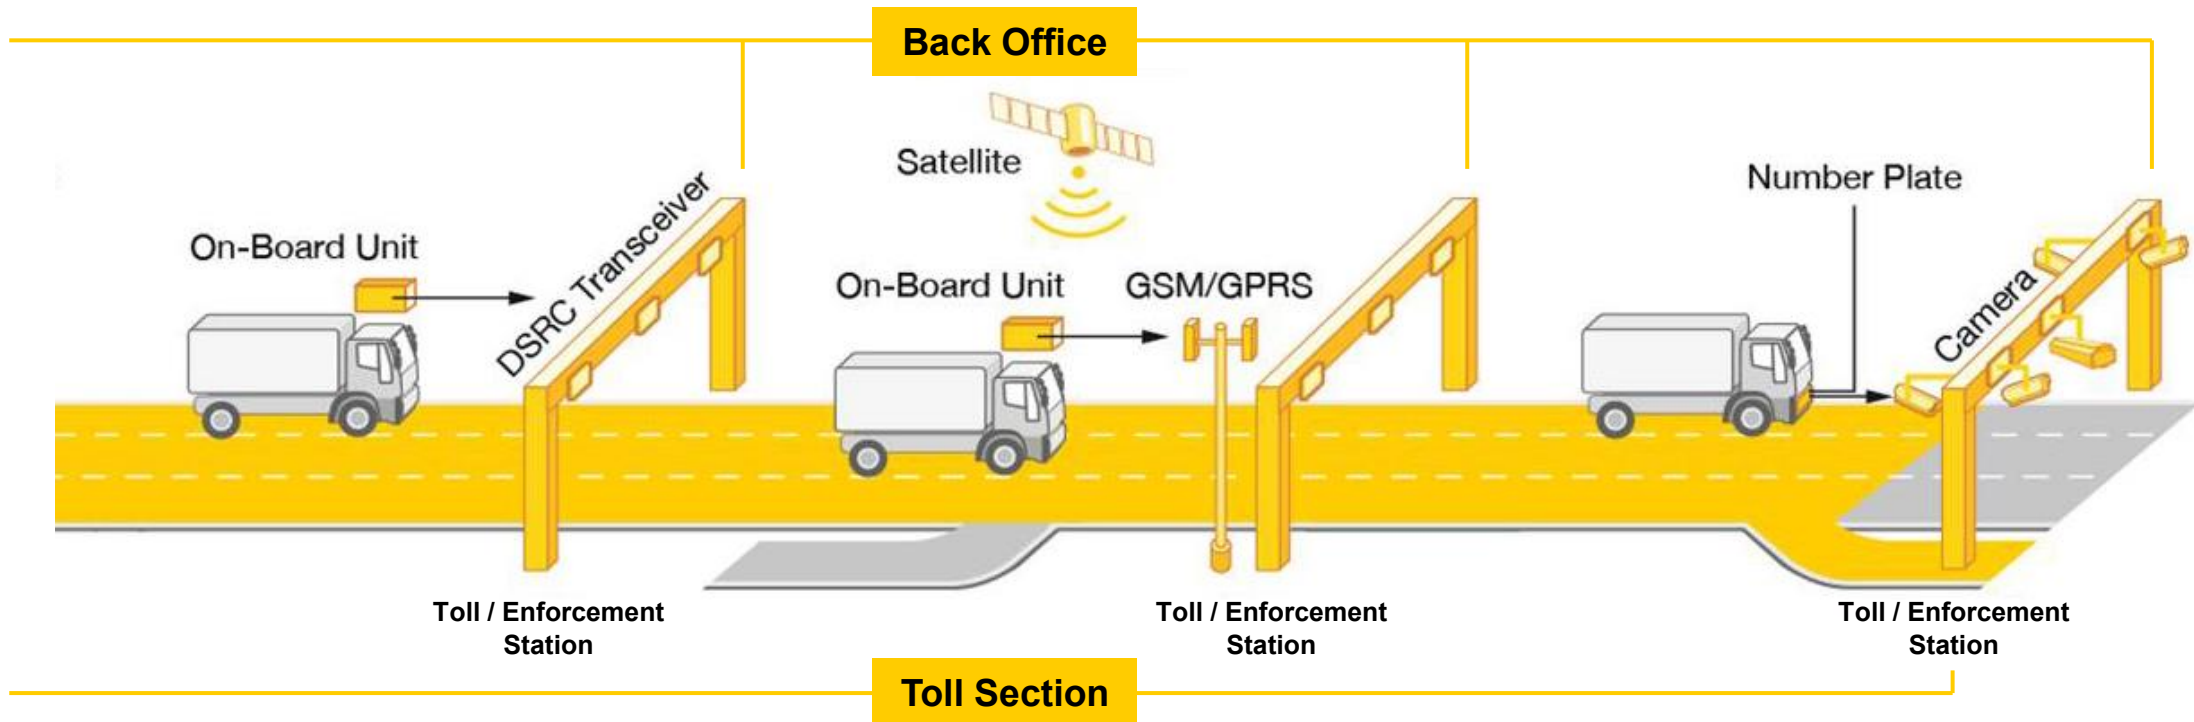 Back Office
Satellite
Number Plate
On-Board Unit
DSRC Transceiver
On-Board Unit
GSM/GPRS
Camera
Toll / Enforcement
Station
Toll / Enforcement
Station
Toll / Enforcement
Station
Toll Section